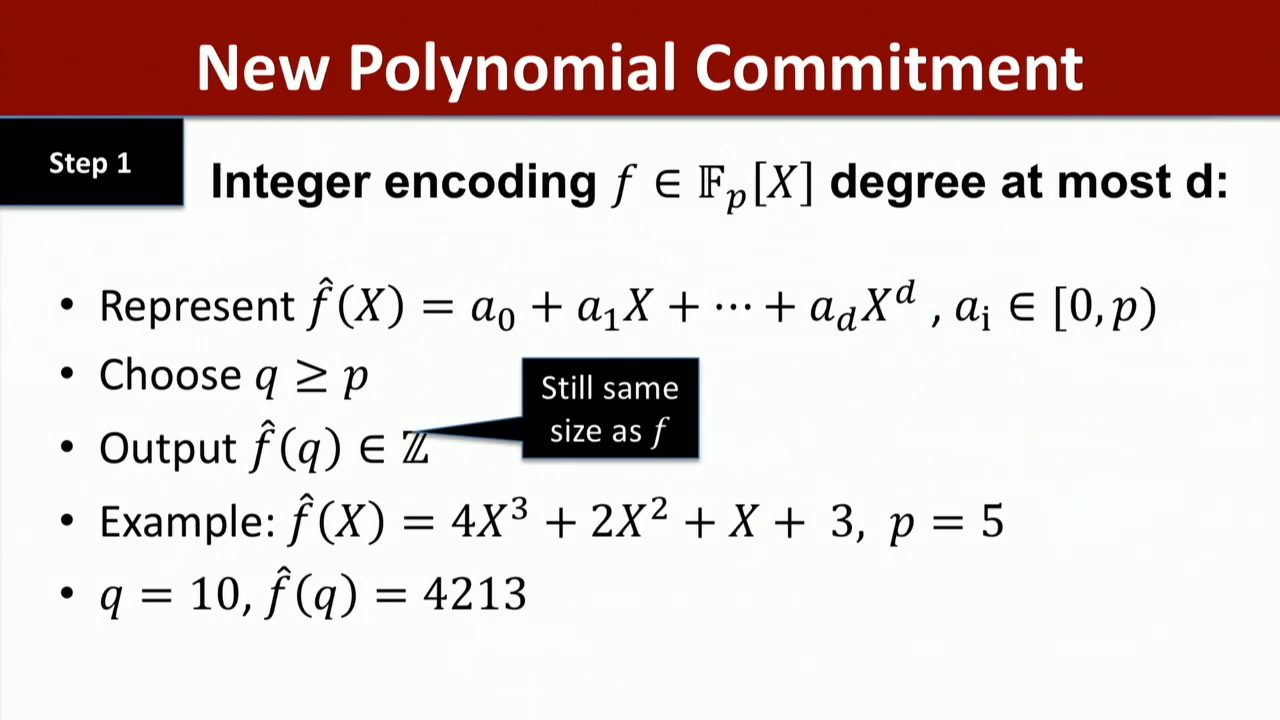 New Polynomial Commitment
Step 1
Integer encoding f ∈ 𝔽ₚ[X] degree at most d:
• Represent f̂(X) = a₀ + a₁X + ⋯ + a_dX^d , aᵢ ∈ [0, p)
• Choose q ≥ p
Still same
size as f
• Output f̂(q) ∈ ℤ
• Example: f̂(X) = 4X³ + 2X² + X + 3, p = 5
• q = 10, f̂(q) = 4213